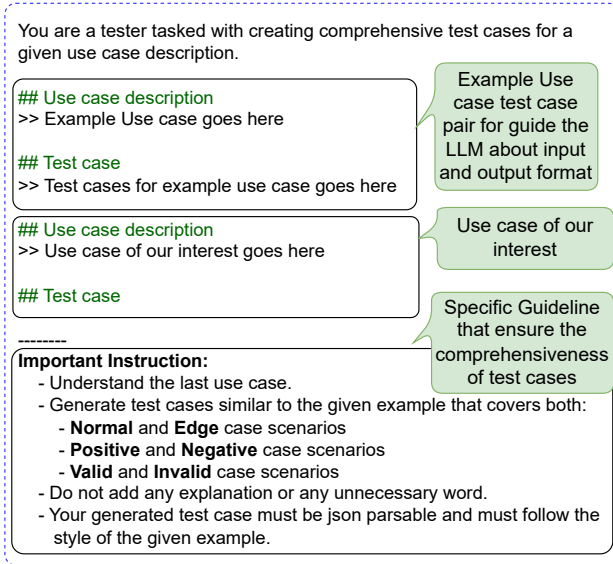 You are a tester tasked with creating comprehensive test cases for a
given use case description.
## Use case description
>> Example Use case goes here
## Test case
>> Test cases for example use case goes here
Example Use
case test case
pair for guide the
LLM about input
and output format
## Use case description
>> Use case of our interest goes here
## Test case
Use case of our
interest
--------
Specific Guideline
that ensure the
comprehensiveness
of test cases
Important Instruction:
- Understand the last use case.
- Generate test cases similar to the given example that covers both:
- Normal and Edge case scenarios
- Positive and Negative case scenarios
- Valid and Invalid case scenarios
- Do not add any explanation or any unnecessary word.
- Your generated test case must be json parsable and must follow the
style of the given example.